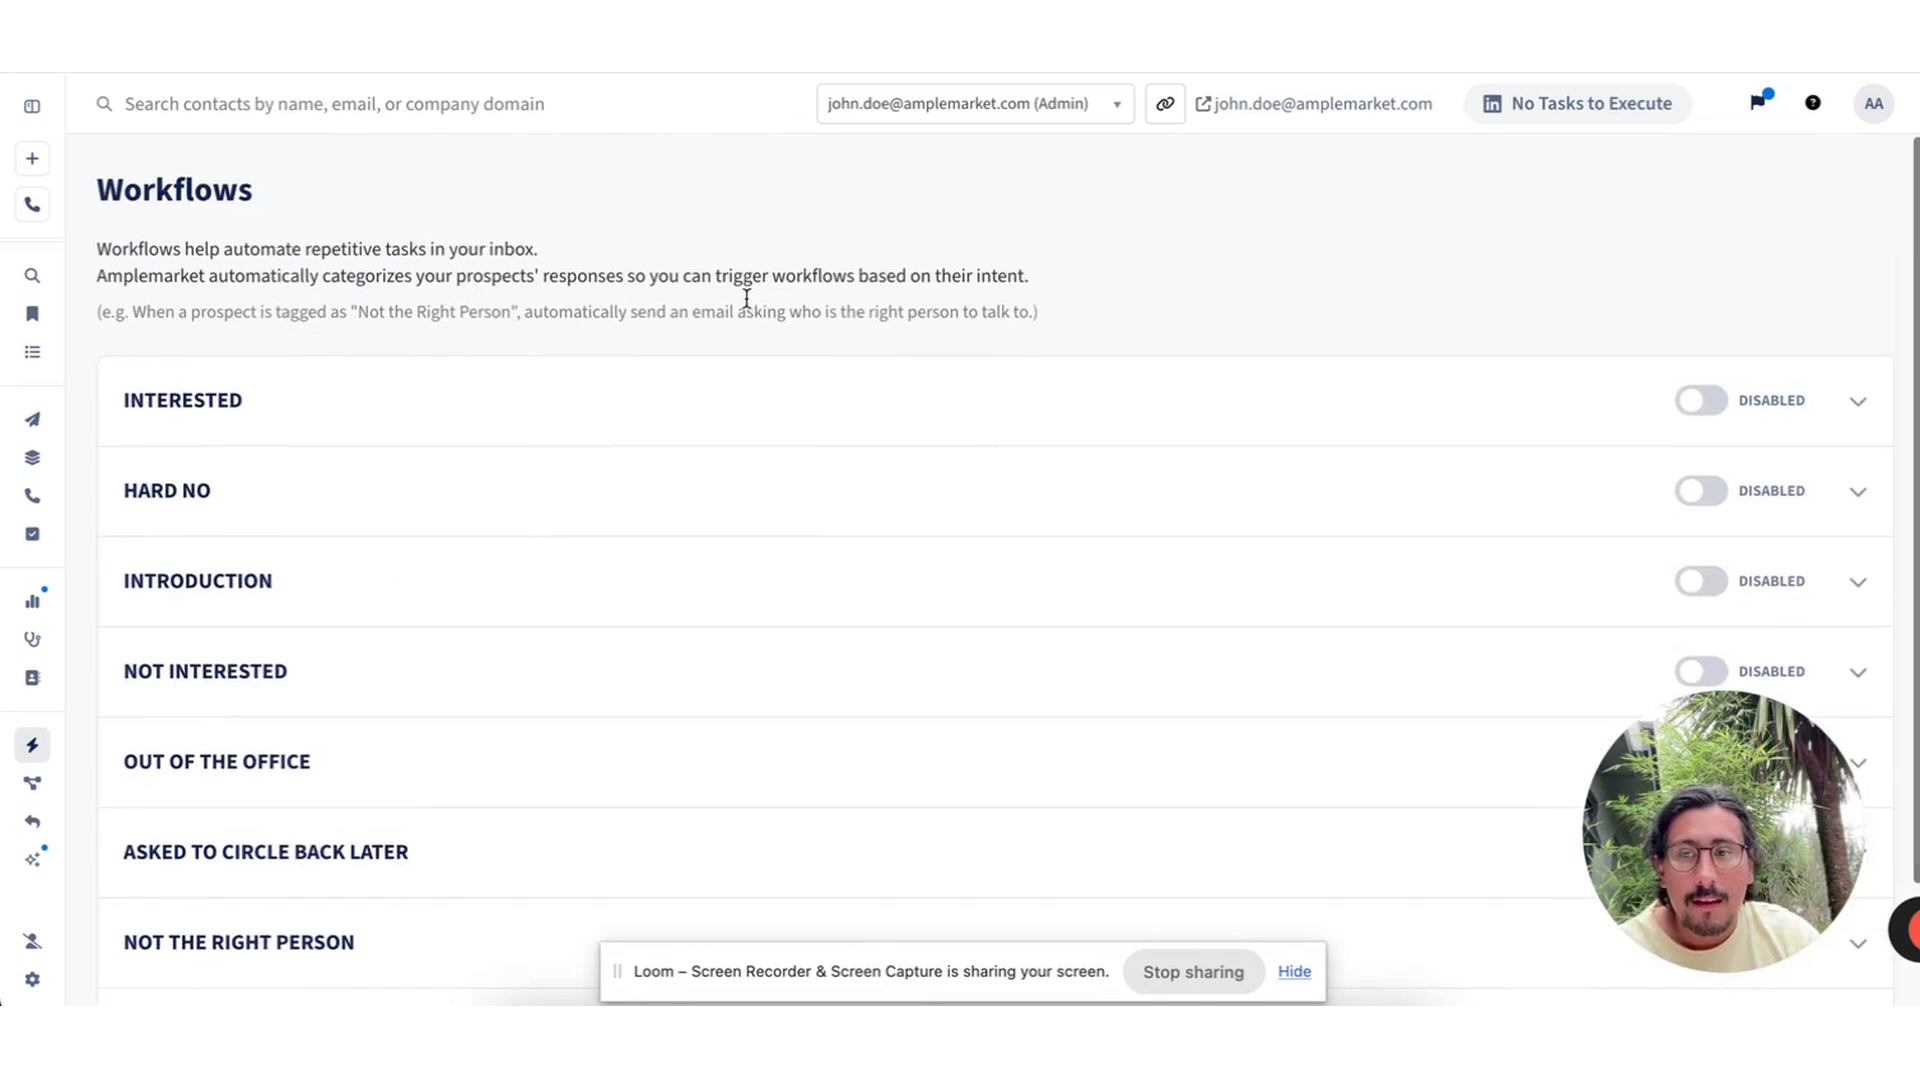 Search contacts by name, email, or company domain
john.doe@amplemarket.com (Admin)
john.doe@amplemarket.com
No Tasks to Execute
AA
Workflows
Workflows help automate repetitive tasks in your inbox.
Amplemarket automatically categorizes your prospects' responses so you can trigger workflows based on their intent.
(e.g. When a prospect is tagged as "Not the Right Person", automatically send an email asking who is the right person to talk to.)
INTERESTED
DISABLED
HARD NO
DISABLED
INTRODUCTION
DISABLED
NOT INTERESTED
DISABLED
OUT OF THE OFFICE
ASKED TO CIRCLE BACK LATER
NOT THE RIGHT PERSON
Loom – Screen Recorder & Screen Capture is sharing your screen.
Stop sharing
Hide